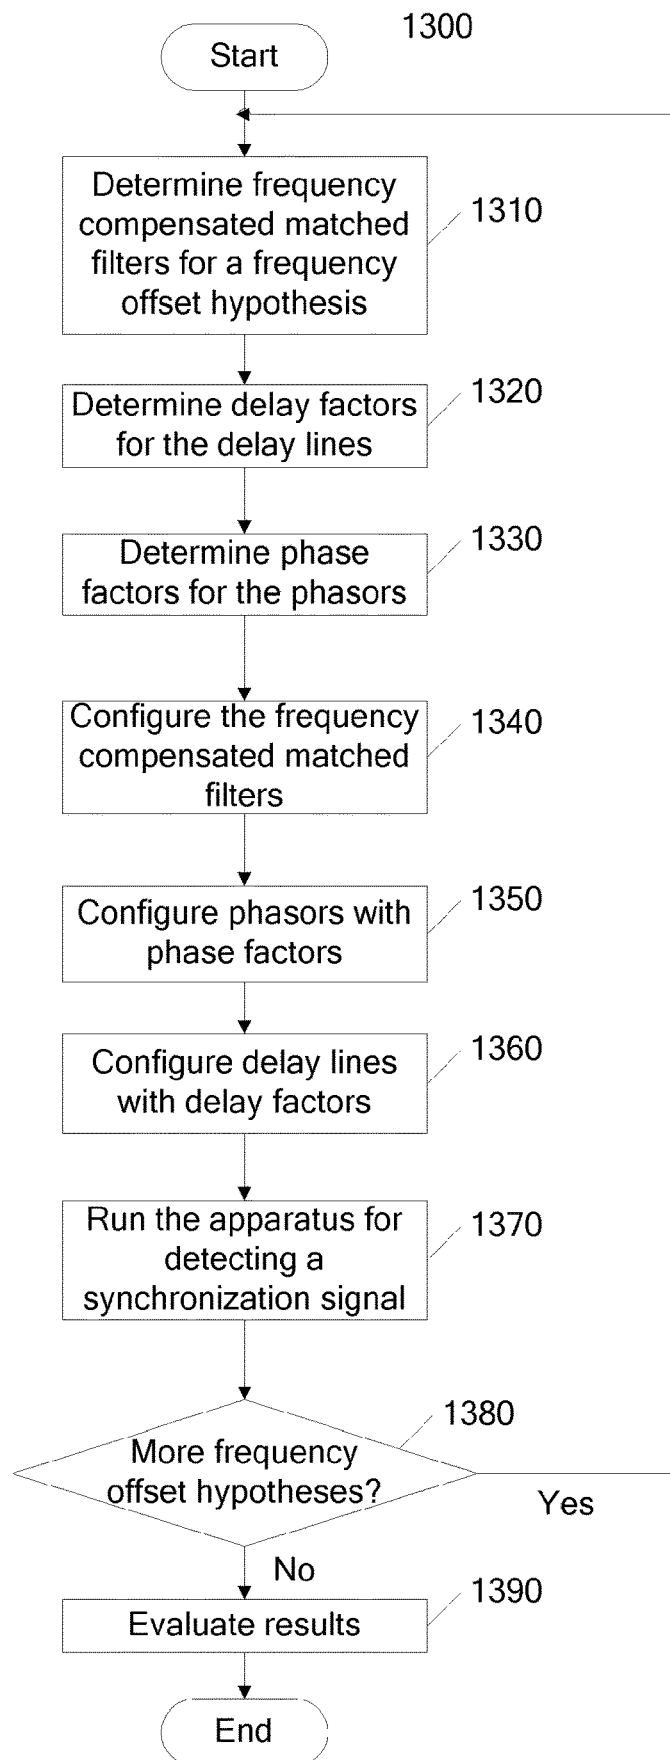 1300
Start
Determine frequency
compensated matched
filters for a frequency
offset hypothesis
1310
Determine delay factors
for the delay lines
1320
Determine phase
factors for the phasors
1330
Configure the frequency
compensated matched
filters
1340
Configure phasors with
phase factors
1350
Configure delay lines
with delay factors
1360
Run the apparatus for
detecting a
synchronization signal
1370
More frequency
offset hypotheses?
1380
Yes
No
Evaluate results
1390
End